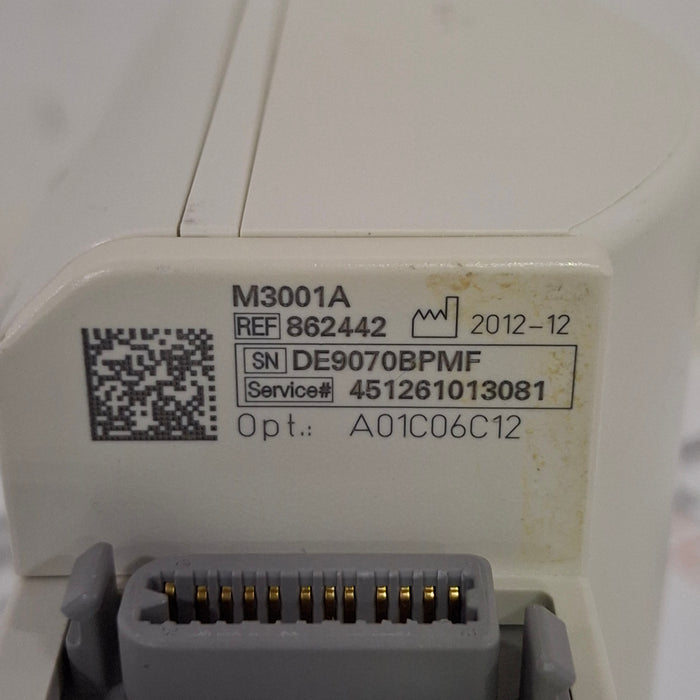 M3001A
REF 862442 2012-12
SN DE9070BPMF
Service# 451261013081
Opt.: A01C06C12